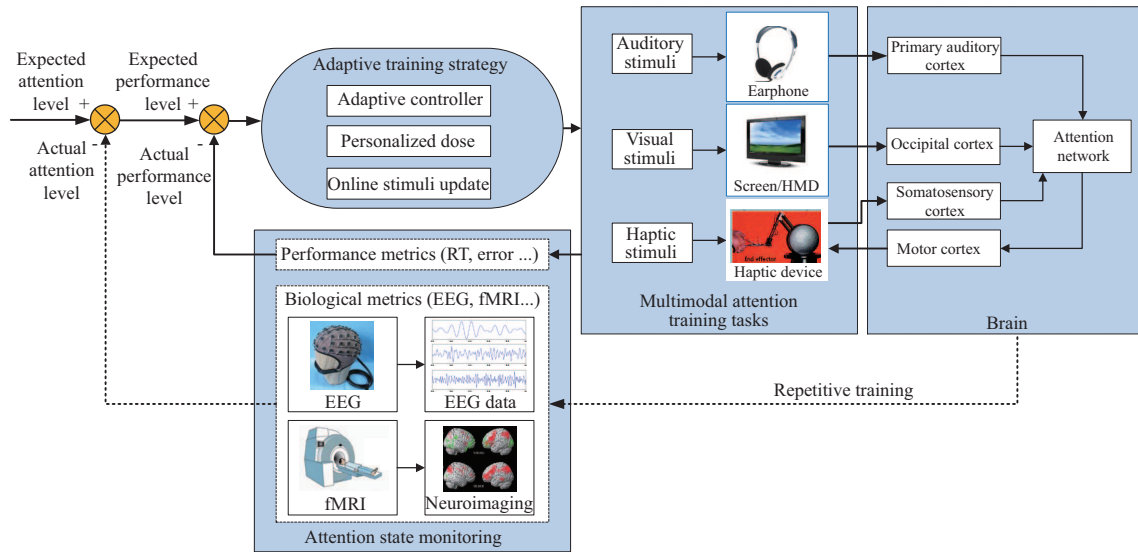 Expected
attention
level
+
Expected
performance
level
+
-
Actual
attention
level
-
Actual
performance
level
Adaptive training strategy
Adaptive controller
Personalized dose
Online stimuli update
Auditory
stimuli
Earphone
Visual
stimuli
Screen/HMD
Haptic
stimuli
End effector
Haptic device
Multimodal attention
training tasks
Primary auditory
cortex
Occipital cortex
Somatosensory
cortex
Motor cortex
Attention
network
Brain
Performance metrics (RT, error ...)
Biological metrics (EEG, fMRI...)
EEG
EEG data
fMRI
Neuroimaging
Attention state monitoring
Repetitive training